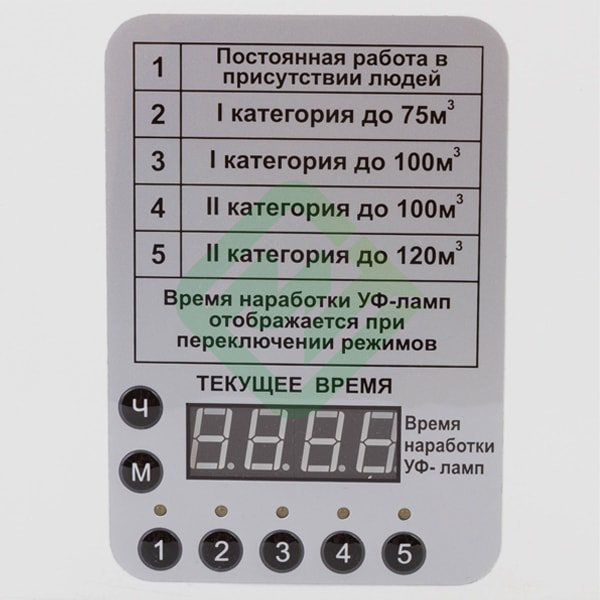 1 Постоянная работа в
присутствии людей
2 I категория до 75м³
3 I категория до 100м³
4 II категория до 100м³
5 II категория до 120м³
Время наработки УФ-ламп
отображается при
переключении режимов
ТЕКУЩЕЕ ВРЕМЯ
Ч
М
Время
наработки
УФ- ламп
1 2 3 4 5